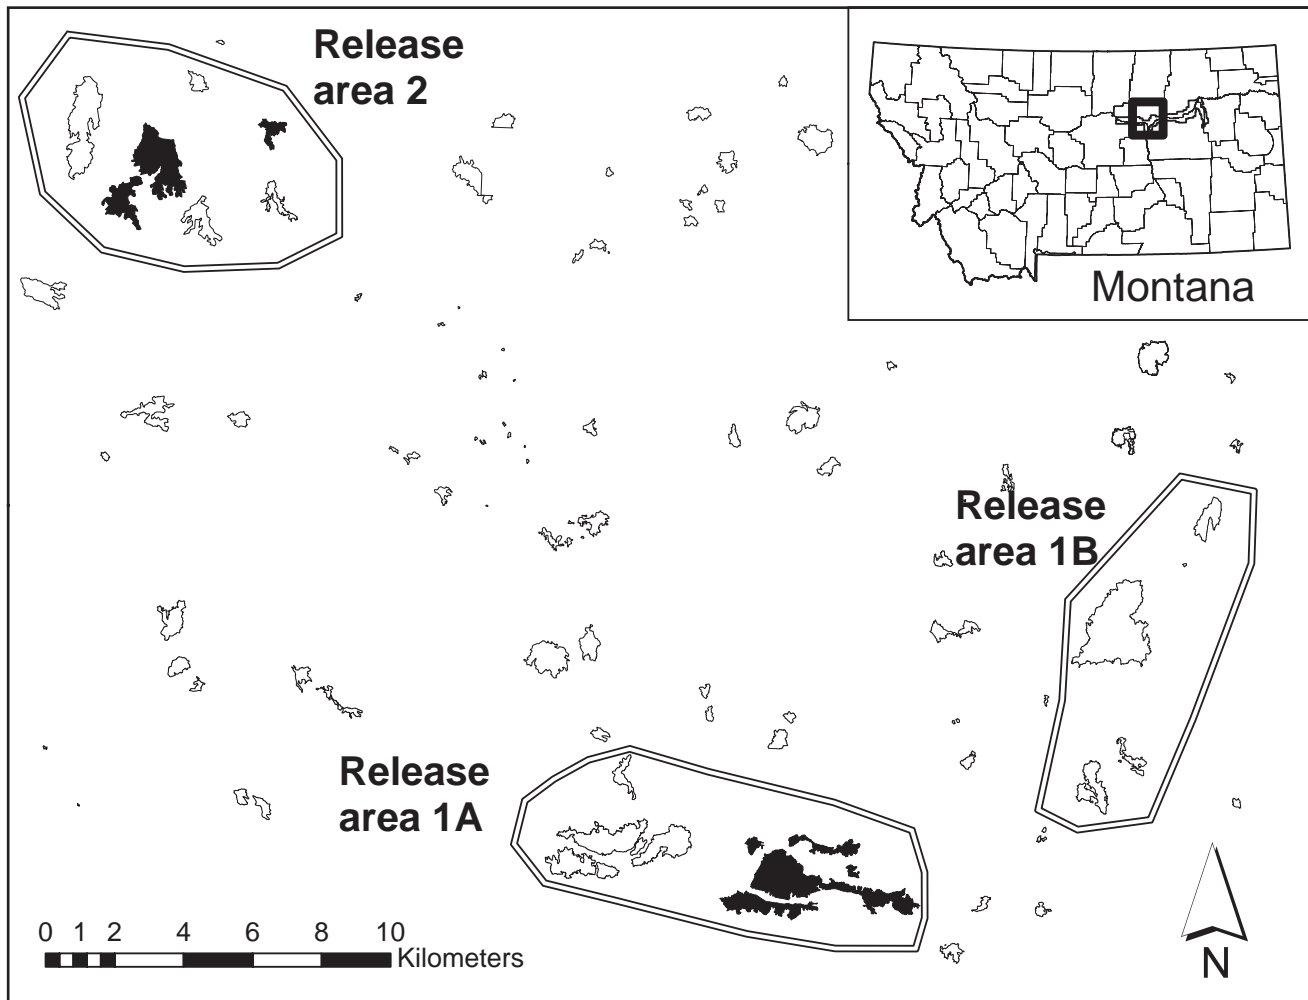 Release
area 2
Montana
Release
area 1B
Release
area 1A
0 1 2 4 6 8 10
Kilometers
N